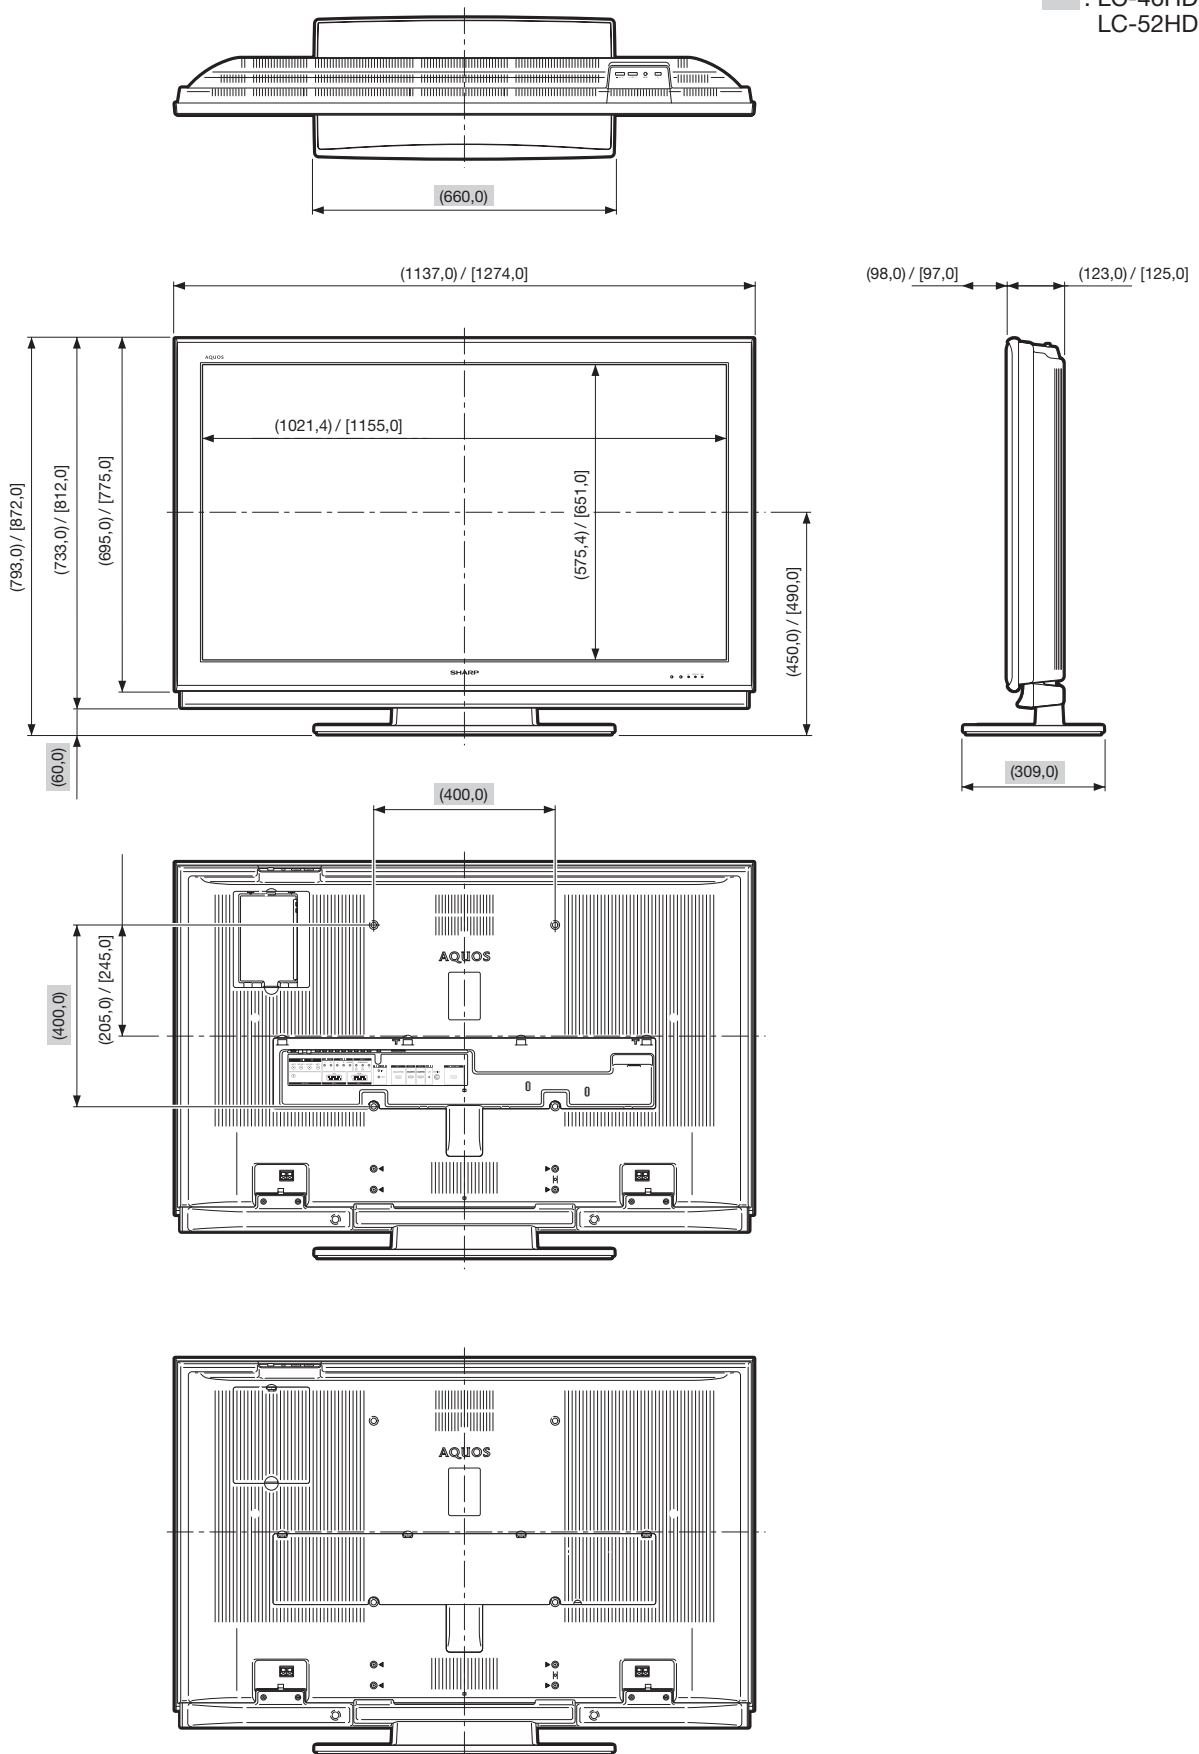 : LC-46HD
LC-52HD
(660,0)
(1137,0) / [1274,0]
(98,0) / [97,0]
(123,0) / [125,0]
AQUOS
(1021,4) / [1155,0]
(793,0) / [872,0]
(733,0) / [812,0]
(695,0) / [775,0]
(575,4) / [651,0]
(450,0) / [490,0]
SHARP
(60,0)
(309,0)
(400,0)
(400,0)
(205,0) / [245,0]
AQUOS
AQUOS